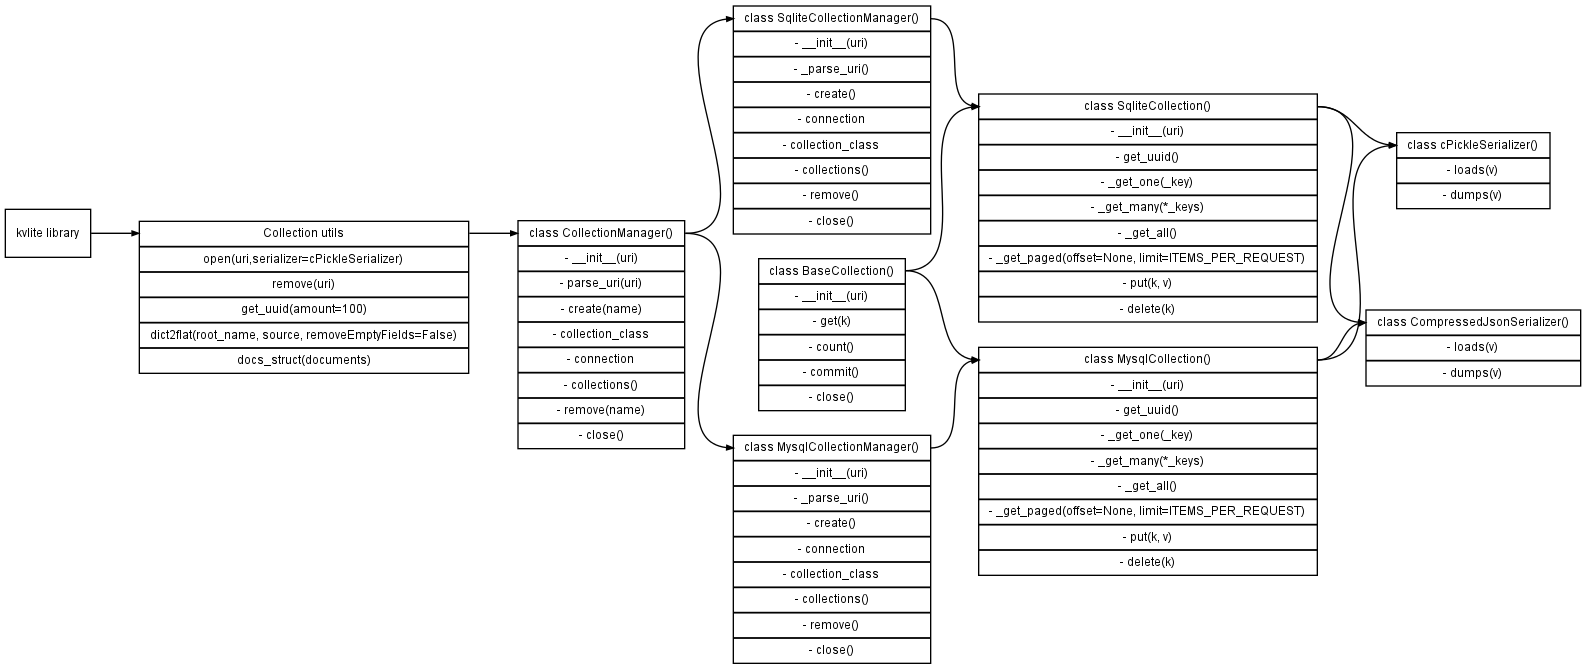 kvlite library
Collection utils
open(uri,serializer=cPickleSerializer)
remove(uri)
get_uuid(amount=100)
dict2flat(root_name, source, removeEmptyFields=False)
docs_struct(documents)
class CollectionManager()
- __init__(uri)
- parse_uri(uri)
- create(name)
- collection_class
- connection
- collections()
- remove(name)
- close()
class SqliteCollectionManager()
- __init__(uri)
- _parse_uri()
- create()
- connection
- collection_class
- collections()
- remove()
- close()
class BaseCollection()
- __init__(uri)
- get(k)
- count()
- commit()
- close()
class MysqlCollectionManager()
- __init__(uri)
- _parse_uri()
- create()
- connection
- collection_class
- collections()
- remove()
- close()
class SqliteCollection()
- __init__(uri)
- get_uuid()
- _get_one(_key)
- _get_many(*_keys)
- _get_all()
- _get_paged(offset=None, limit=ITEMS_PER_REQUEST)
- put(k, v)
- delete(k)
class MysqlCollection()
- __init__(uri)
- get_uuid()
- _get_one(_key)
- _get_many(*_keys)
- _get_all()
- _get_paged(offset=None, limit=ITEMS_PER_REQUEST)
- put(k, v)
- delete(k)
class cPickleSerializer()
- loads(v)
- dumps(v)
class CompressedJsonSerializer()
- loads(v)
- dumps(v)